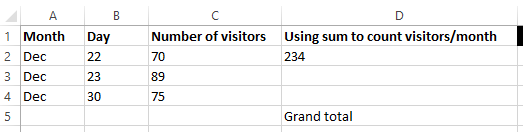 A B C D
1 Month Day Number of visitors Using sum to count visitors/month
2 Dec 22 70 234
3 Dec 23 89
4 Dec 30 75
5 Grand total